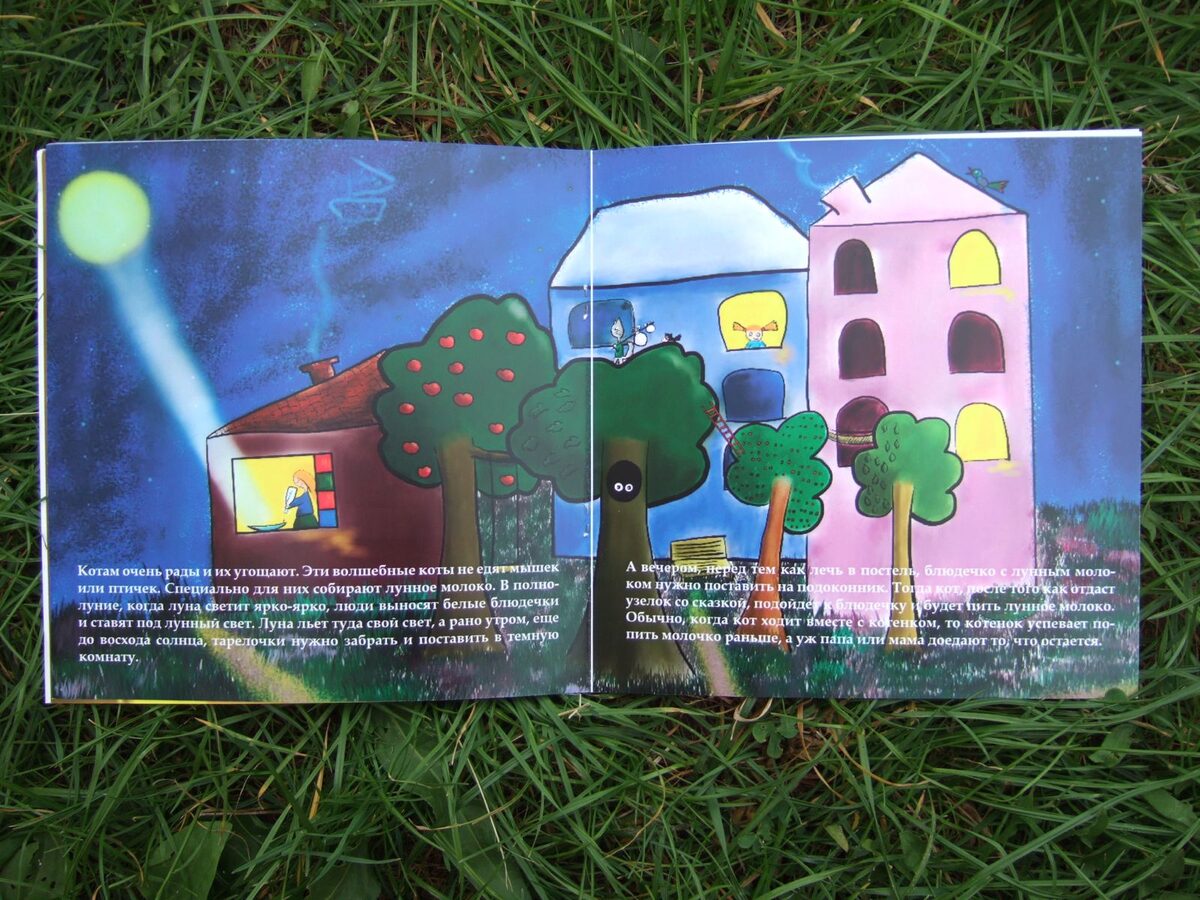 Котам очень рады и их угощают. Эти волшебные коты не едят мышек
или птичек. Специально для них собирают лунное молоко. В полно-
луние, когда луна светит ярко-ярко, люди выносят белые блюдечки
и ставят под лунный свет. Луна льет туда свой свет, а рано утром, еще
до восхода солнца, тарелочки нужно забрать и поставить в темную
комнату.
А вечером, перед тем как лечь в постель, блюдечко с лунным моло-
ком нужно поставить на подоконник. Тогда кот, после того как отдаст
узелок со сказкой, подойдет к блюдечку и будет пить лунное молоко.
Обычно, когда кот ходит вместе с котенком, то котенок успевает по-
пить молочко раньше, а уж папа или мама доедают то, что остается.